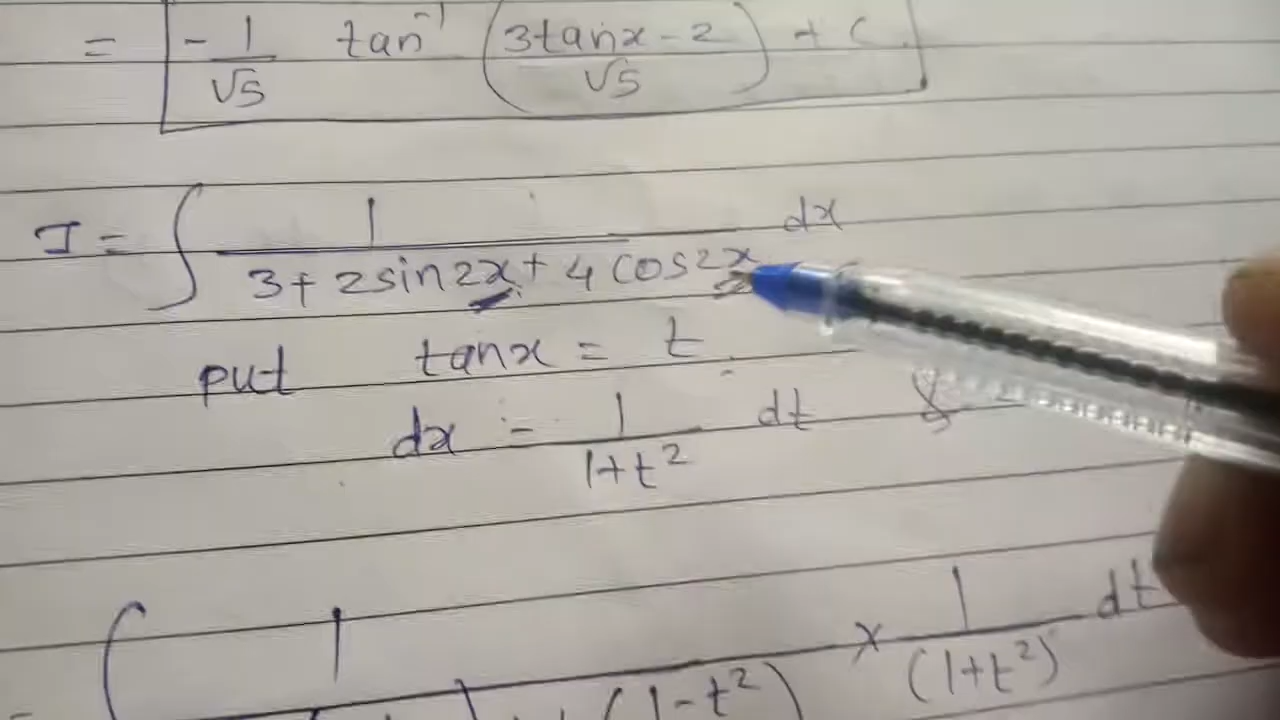 = - 1/√5 tan⁻¹ (3tanx - 2/√5) + C
I = ∫ 1/3 + 2sin2x + 4cos2x dx
put tanx = t
dx = 1/1+t² dt &
= ∫ 1 (1-t²) × 1/(1+t²) dt